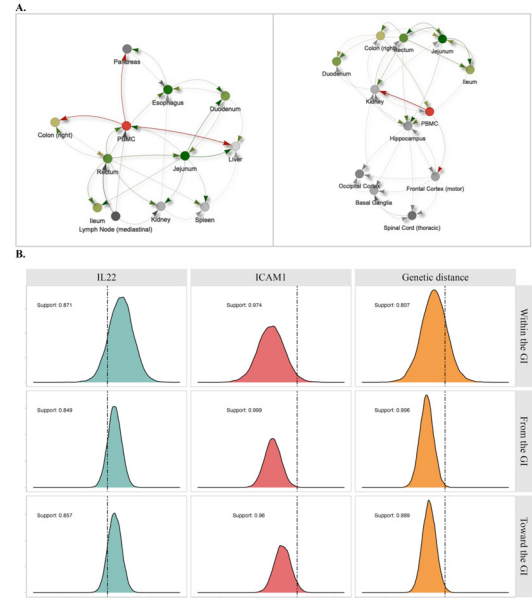 A.
Pancreas
Esophagus
Duodenum
Colon (right)
PBMC
Liver
Rectum
Jejunum
Ileum
Kidney
Spleen
Lymph Node (mediastinal)
Colon (right)
Rectum
Jejunum
Duodenum
Ileum
Kidney
PBMC
Hippocampus
Occipital Cortex
Frontal Cortex (motor)
Basal Ganglia
Spinal Cord (thoracic)
B.
IL22
ICAM1
Genetic distance
Support: 0.871
Support: 0.974
Support: 0.807
Within the GI
Support: 0.849
Support: 0.999
Support: 0.996
From the GI
Support: 0.857
Support: 0.96
Support: 0.989
Toward the GI